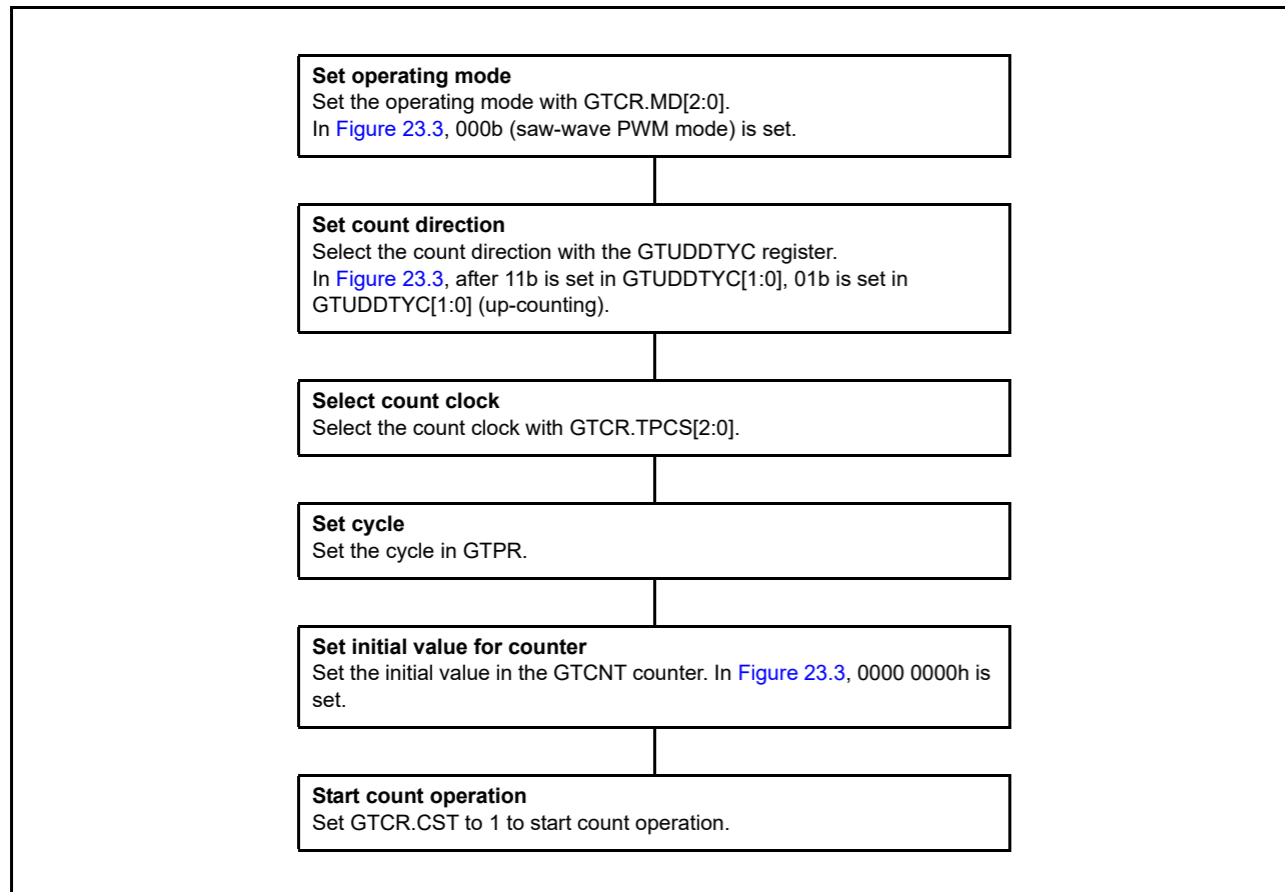 Set operating mode
Set the operating mode with GTCR.MD[2:0].
In Figure 23.3, 000b (saw-wave PWM mode) is set.
Set count direction
Select the count direction with the GTUDDTYC register.
In Figure 23.3, after 11b is set in GTUDDTYC[1:0], 01b is set in
GTUDDTYC[1:0] (up-counting).
Select count clock
Select the count clock with GTCR.TPCS[2:0].
Set cycle
Set the cycle in GTPR.
Set initial value for counter
Set the initial value in the GTCNT counter. In Figure 23.3, 0000 0000h is
set.
Start count operation
Set GTCR.CST to 1 to start count operation.